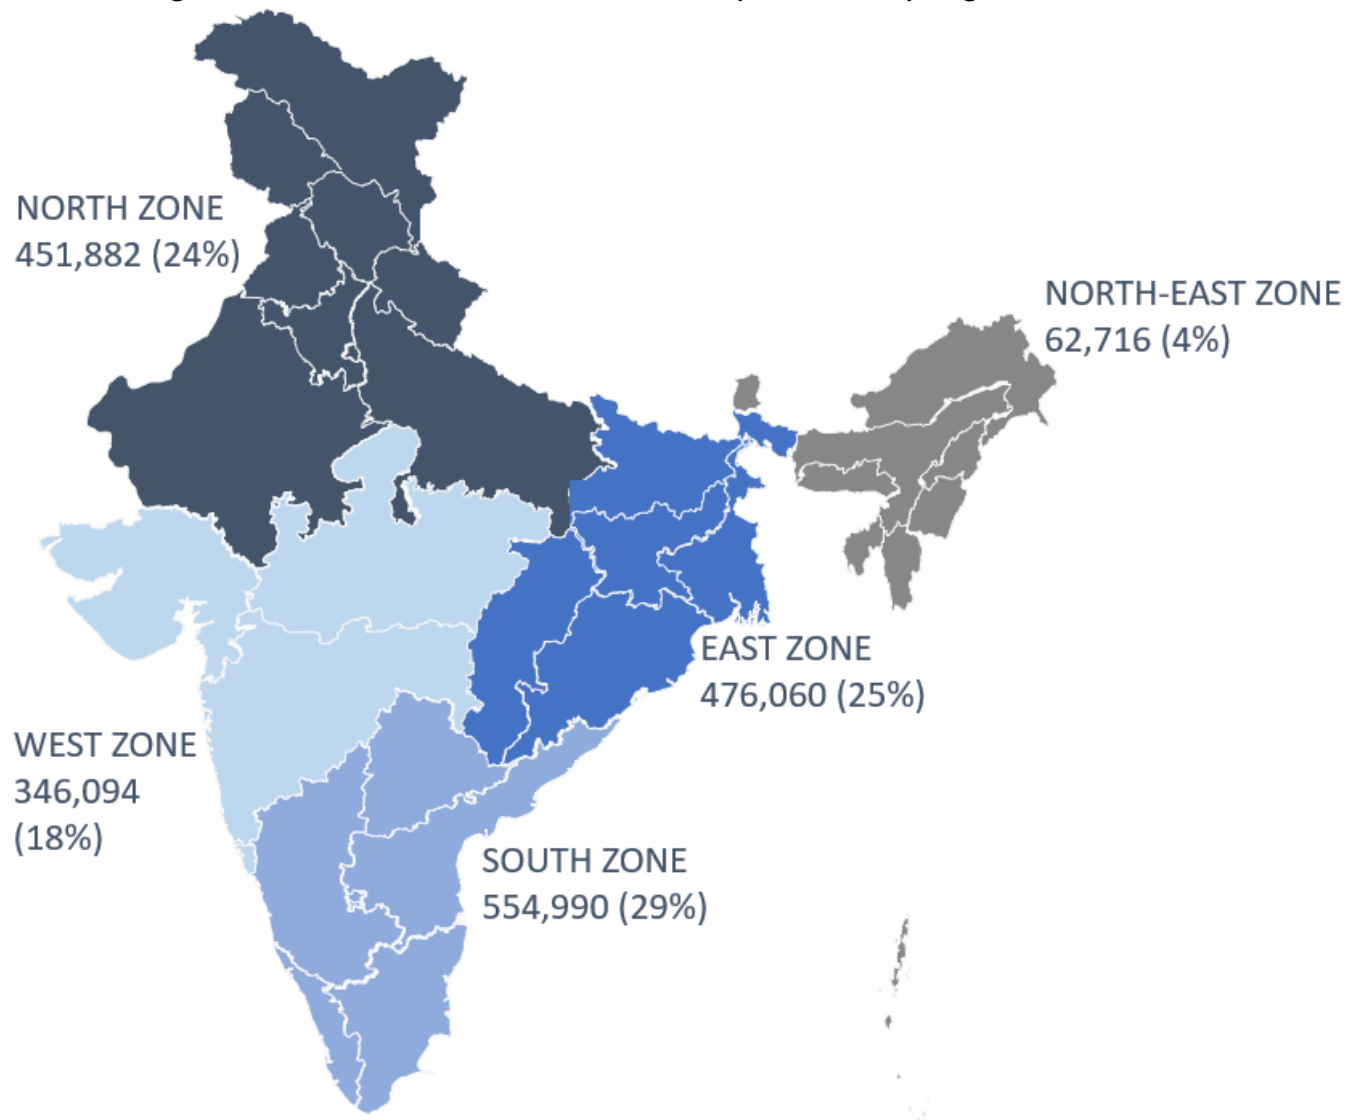 NORTH ZONE
451,882 (24%)
NORTH-EAST ZONE
62,716 (4%)
EAST ZONE
476,060 (25%)
WEST ZONE
346,094
(18%)
SOUTH ZONE
554,990 (29%)